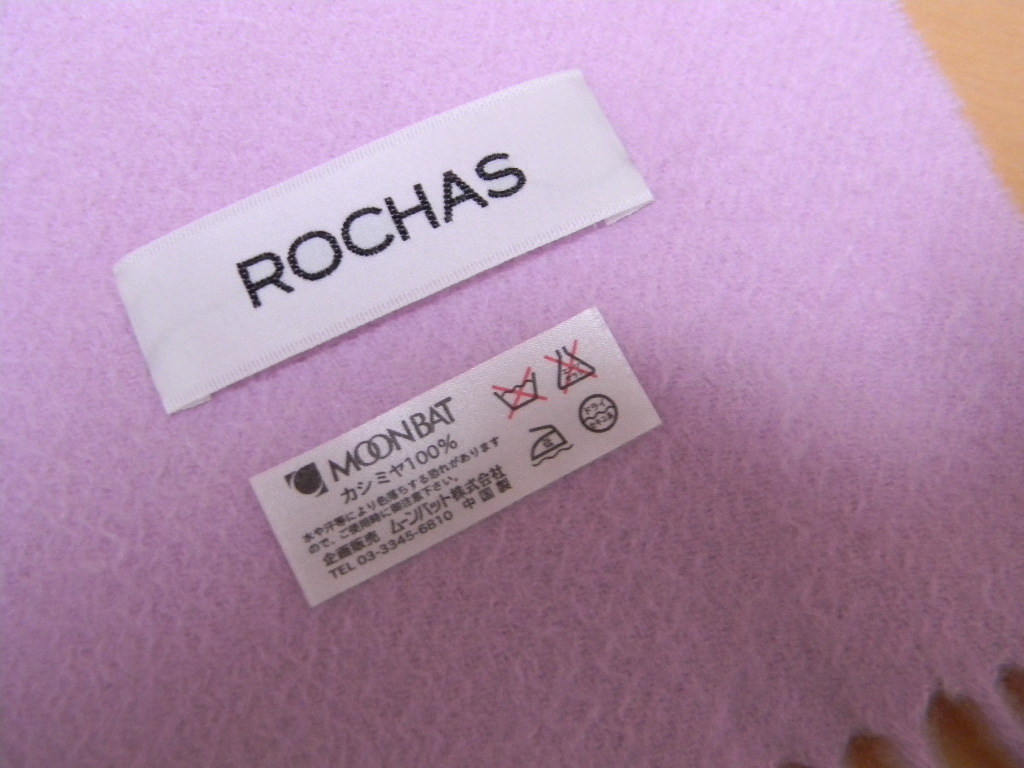 ROCHAS
MOONBAT
カシミヤ100%
水や汗等により色落ちする恐れがあります
ので、ご使用時に御注意下さい。
企画販売 ムーンバット株式会社
TEL 03-3345-6810 中国製
ドライ